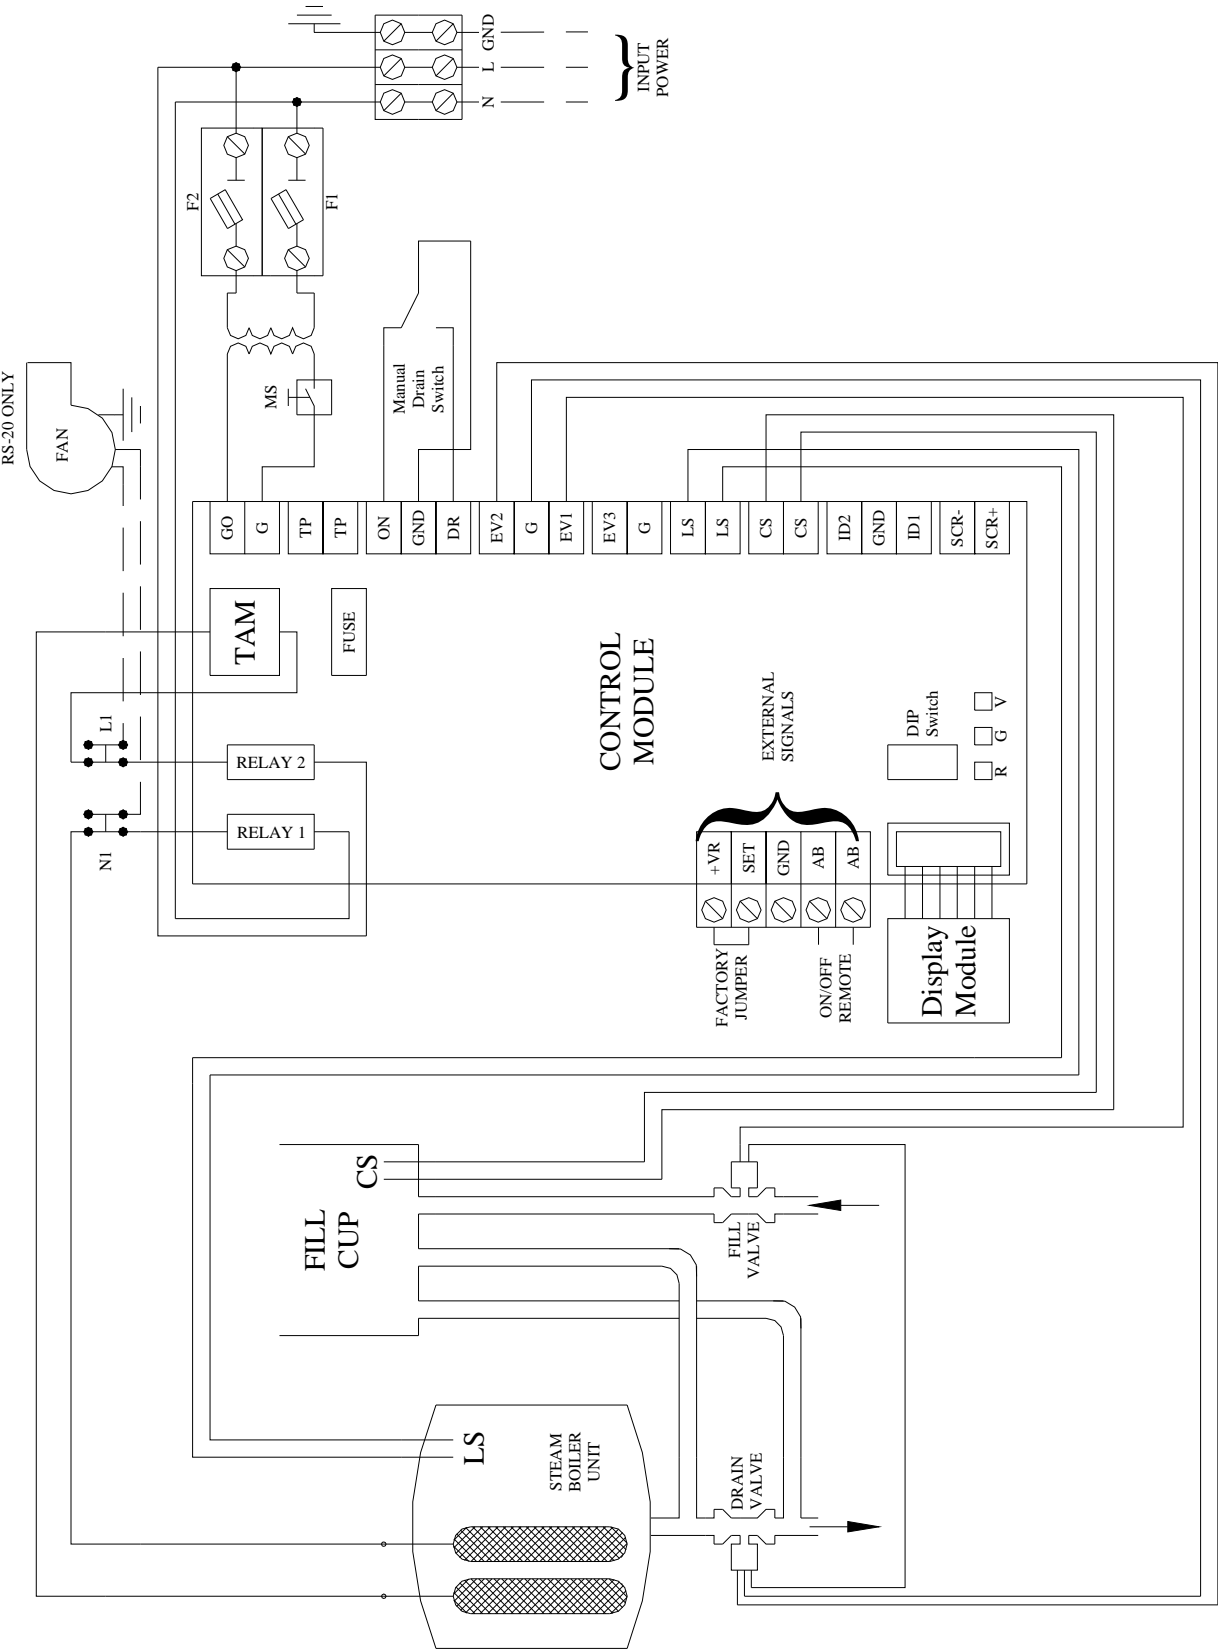 GND
L
N
INPUT
POWER
F2
F1
RS-20 ONLY
FAN
MS
Manual
Drain
Switch
GO
G
TP
TP
ON
GND
DR
EV2
G
EV1
EV3
G
LS
LS
CS
CS
ID2
GND
ID1
SCR-
SCR+
TAM
FUSE
CONTROL
MODULE
L1
RELAY 2
N1
RELAY 1
EXTERNAL
SIGNALS
DIP
Switch
R
G
V
+VR
SET
GND
AB
AB
FACTORY
JUMPER
ON/OFF
REMOTE
Display
Module
CS
FILL
CUP
FILL
VALVE
LS
STEAM
BOILER
UNIT
DRAIN
VALVE